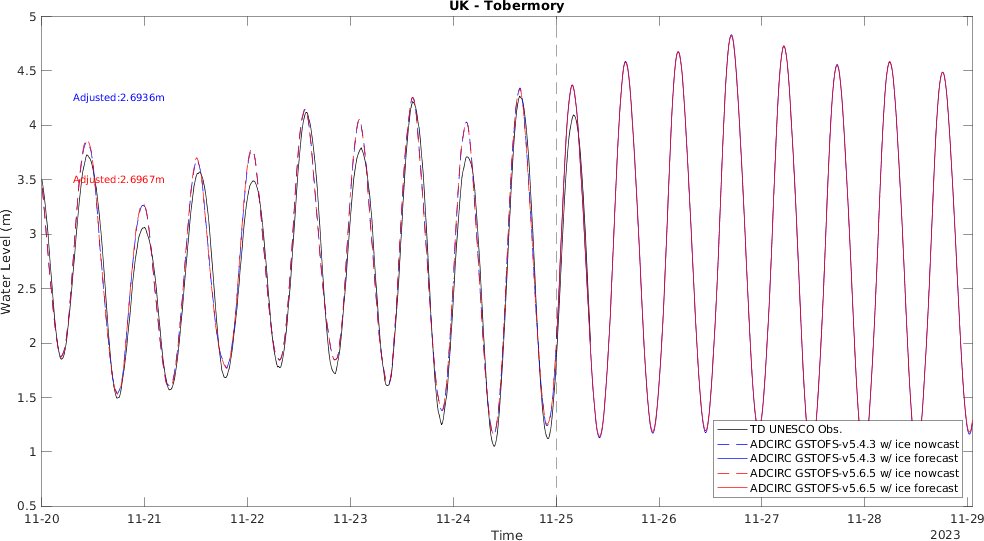 UK - Tobermory
5
4.5
4
3.5
3
2.5
2
1.5
1
0.5
Water Level (m)
Adjusted:2.6936m
Adjusted:2.6967m
TD UNESCO Obs.
ADCIRC GSTOFS-v5.4.3 w/ ice nowcast
ADCIRC GSTOFS-v5.4.3 w/ ice forecast
ADCIRC GSTOFS-v5.6.5 w/ ice nowcast
ADCIRC GSTOFS-v5.6.5 w/ ice forecast
11-20 11-21 11-22 11-23 11-24 11-25 11-26 11-27 11-28 11-29
Time
2023